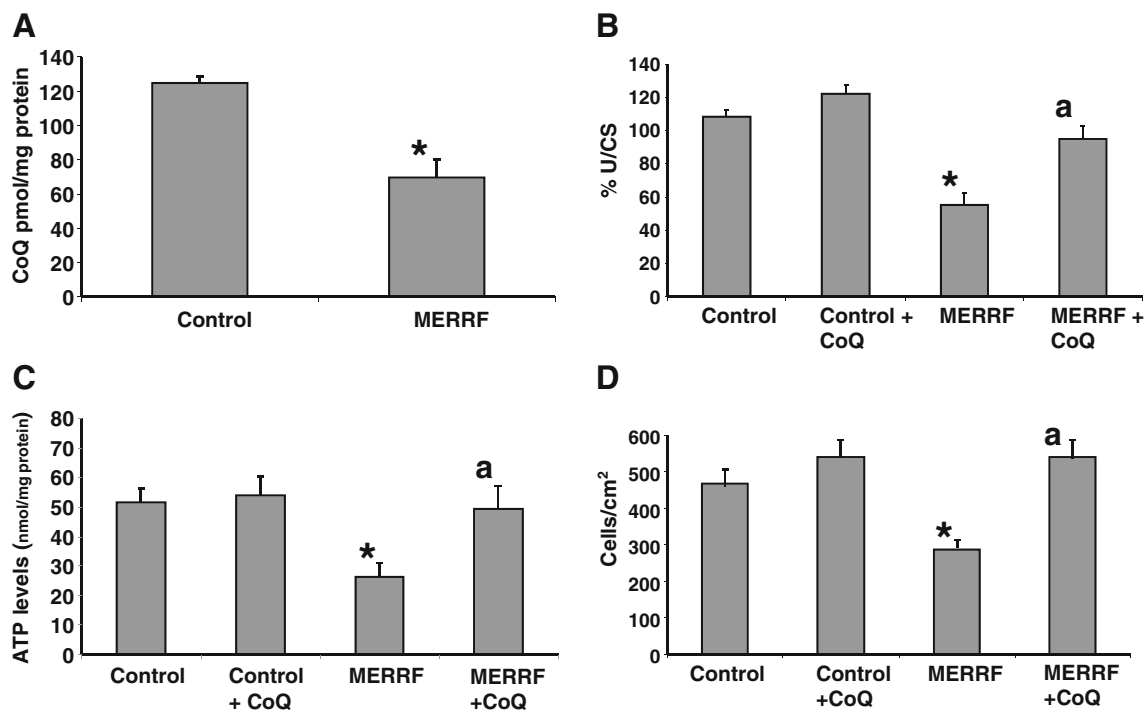 A
CoQ pmol/mg protein
140
120
100
80
60
40
20
0
*
Control
MERRF
B
% U/CS
140
120
100
80
60
40
20
0
*
a
Control
Control +
CoQ
MERRF
MERRF +
CoQ
C
ATP levels (nmol/mg protein)
80
70
60
50
40
30
20
10
0
*
a
Control
Control
+ CoQ
MERRF
MERRF
+CoQ
D
Cells/cm²
600
500
400
300
200
100
0
*
a
Control
Control
+CoQ
MERRF
MERRF
+CoQ